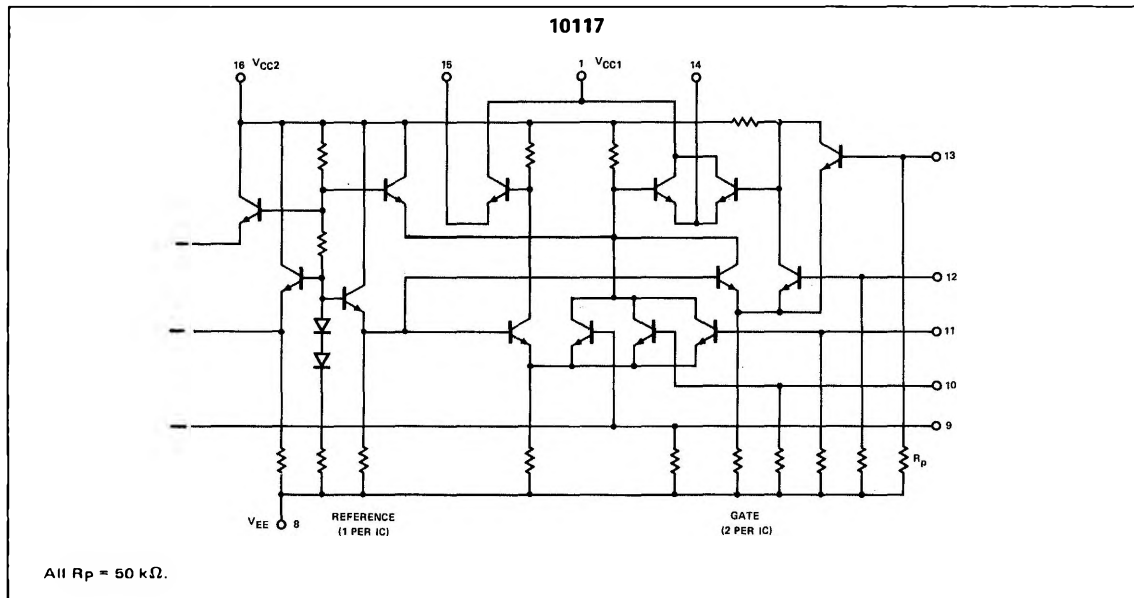 10117
16 VCC2
15
1 VCC1
14
13
12
11
10
9
Rp
VEE 8
REFERENCE
(1 PER IC)
GATE
(2 PER IC)
All Rp = 50 kΩ.